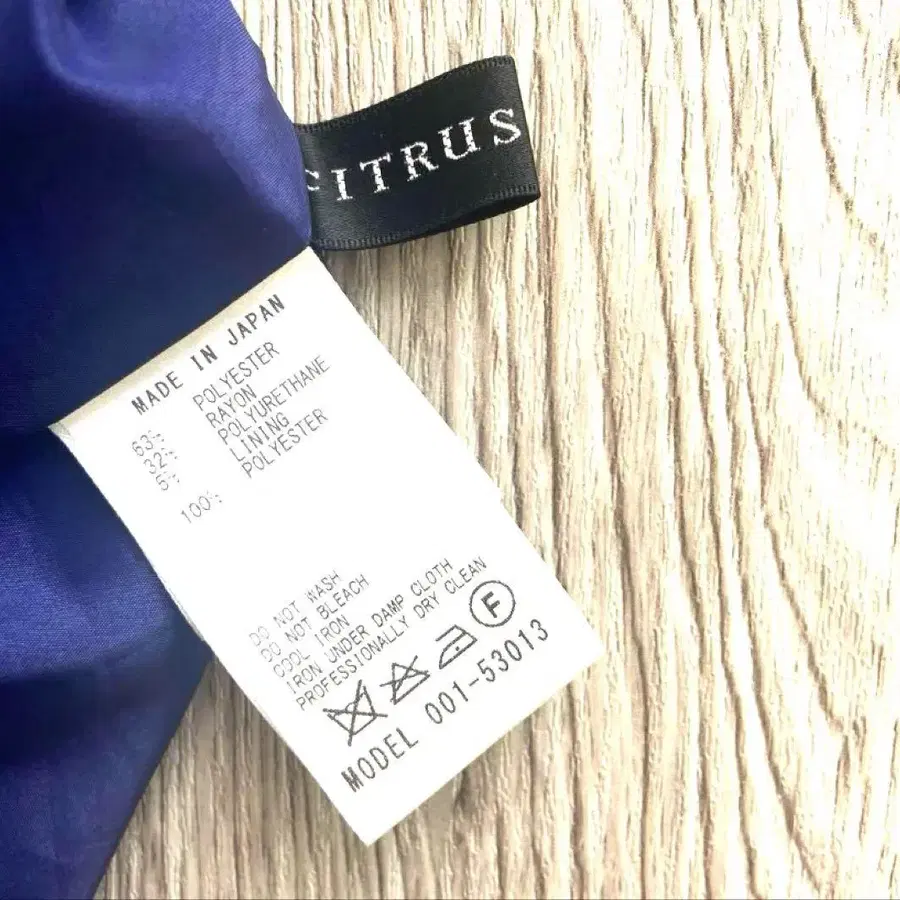 CITRUS
MADE IN JAPAN
63% POLYESTER
32% RAYON
5% POLYURETHANE
LINING
100% POLYESTER
DO NOT WASH
DO NOT BLEACH
COOL IRON
IRON UNDER DAMP CLOTH
PROFESSIONALLY DRY CLEAN
F
MODEL 001-53013